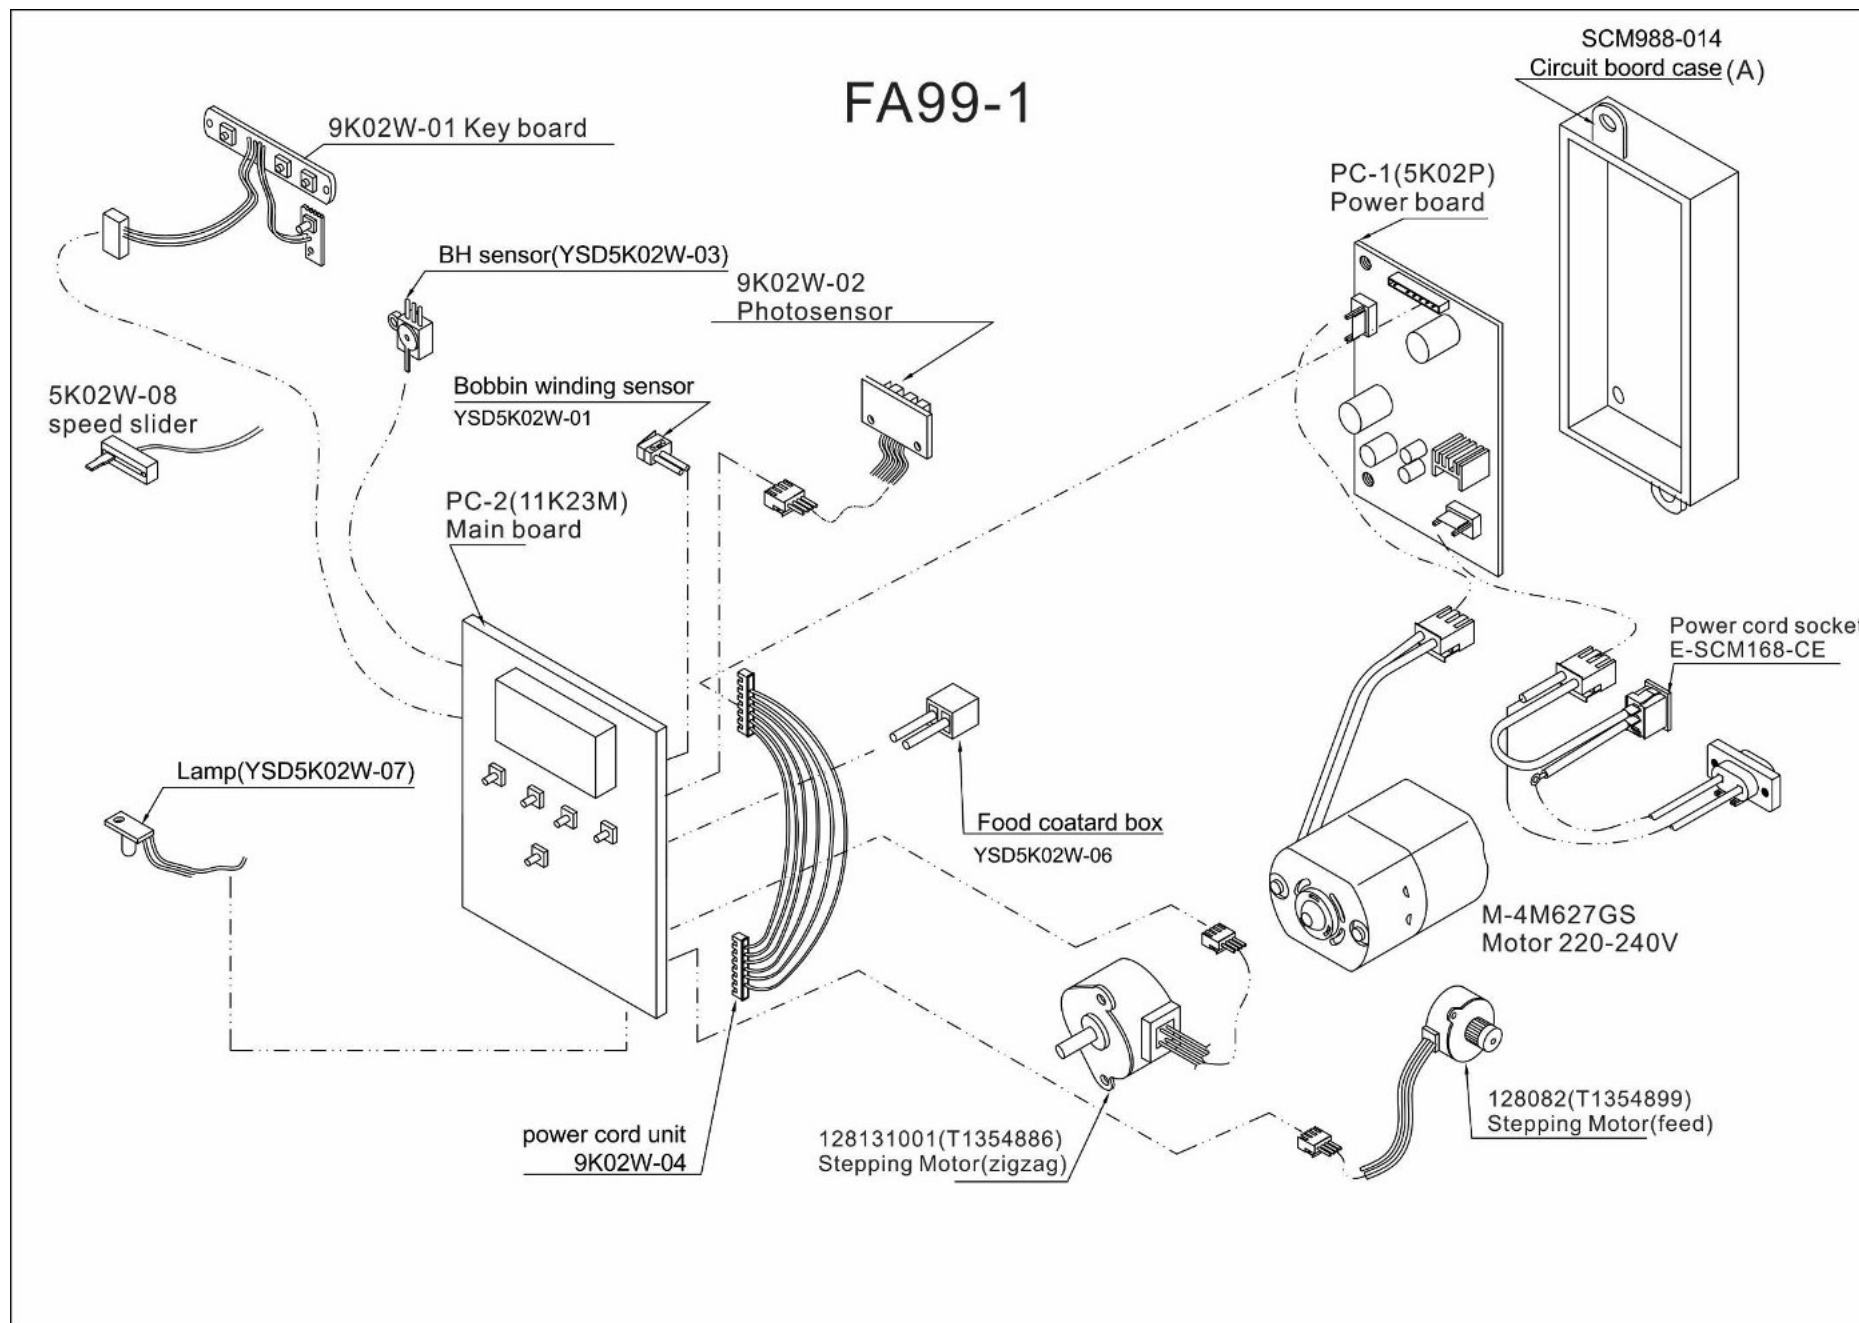 FA99-1
SCM988-014
Circuit boord case (A)
9K02W-01 Key board
PC-1(5K02P)
Power board
BH sensor(YSD5K02W-03)
9K02W-02
Photosensor
Bobbin winding sensor
YSD5K02W-01
5K02W-08
speed slider
PC-2(11K23M)
Main board
Power cord socket
E-SCM168-CE
Lamp(YSD5K02W-07)
Food coatard box
YSD5K02W-06
M-4M627GS
Motor 220-240V
128082(T1354899)
Stepping Motor(feed)
power cord unit
9K02W-04
128131001(T1354886)
Stepping Motor(zigzag)